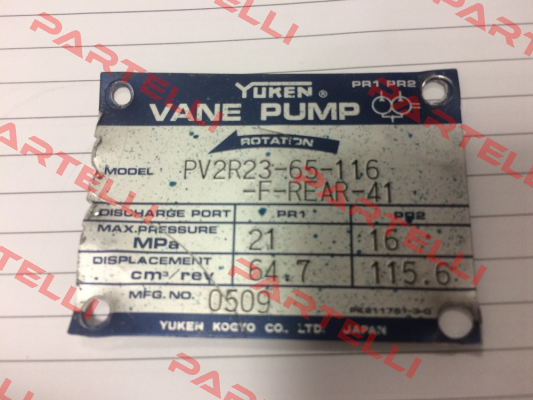 YUKEN® PR1 PR2
VANE PUMP
ROTATION
MODEL PV2R23-65-116
-F-REAR-41
DISCHARGE PORT PR1 PR2
MAX.PRESSURE
MPa 21 16
DISPLACEMENT
cm³/rev 64.7 115.6
MFG.NO. 0509
YUKEN KOGYO CO., LTD. JAPAN
PARTELLI
PARTELLI
PARTELLI
PARTELLI
PARTELLI